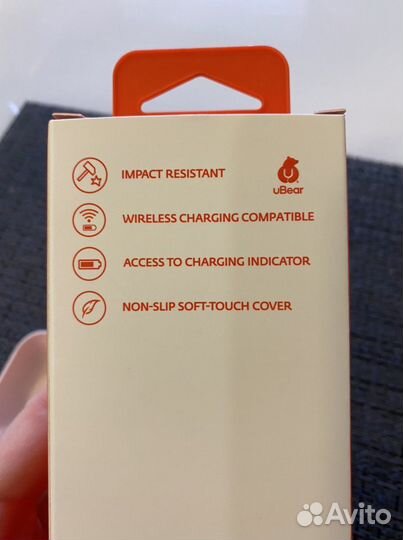 IMPACT RESISTANT
uBear
WIRELESS CHARGING COMPATIBLE
ACCESS TO CHARGING INDICATOR
NON-SLIP SOFT-TOUCH COVER
Avito